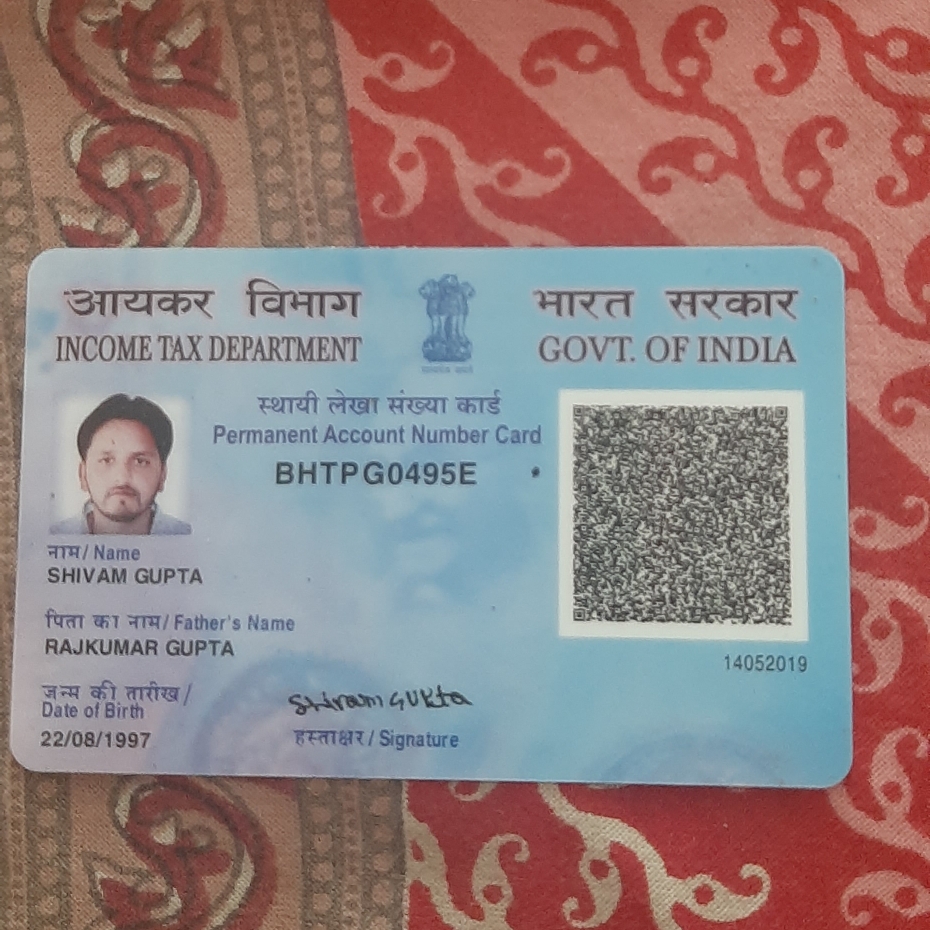 आयकर विभाग
INCOME TAX DEPARTMENT
भारत सरकार
GOVT. OF INDIA
स्थायी लेखा संख्या कार्ड
Permanent Account Number Card
BHTPG0495E
नाम / Name
SHIVAM GUPTA
पिता का नाम / Father's Name
RAJKUMAR GUPTA
जन्म की तारीख /
Date of Birth
22/08/1997
Shivam Gupta
हस्ताक्षर / Signature
14052019